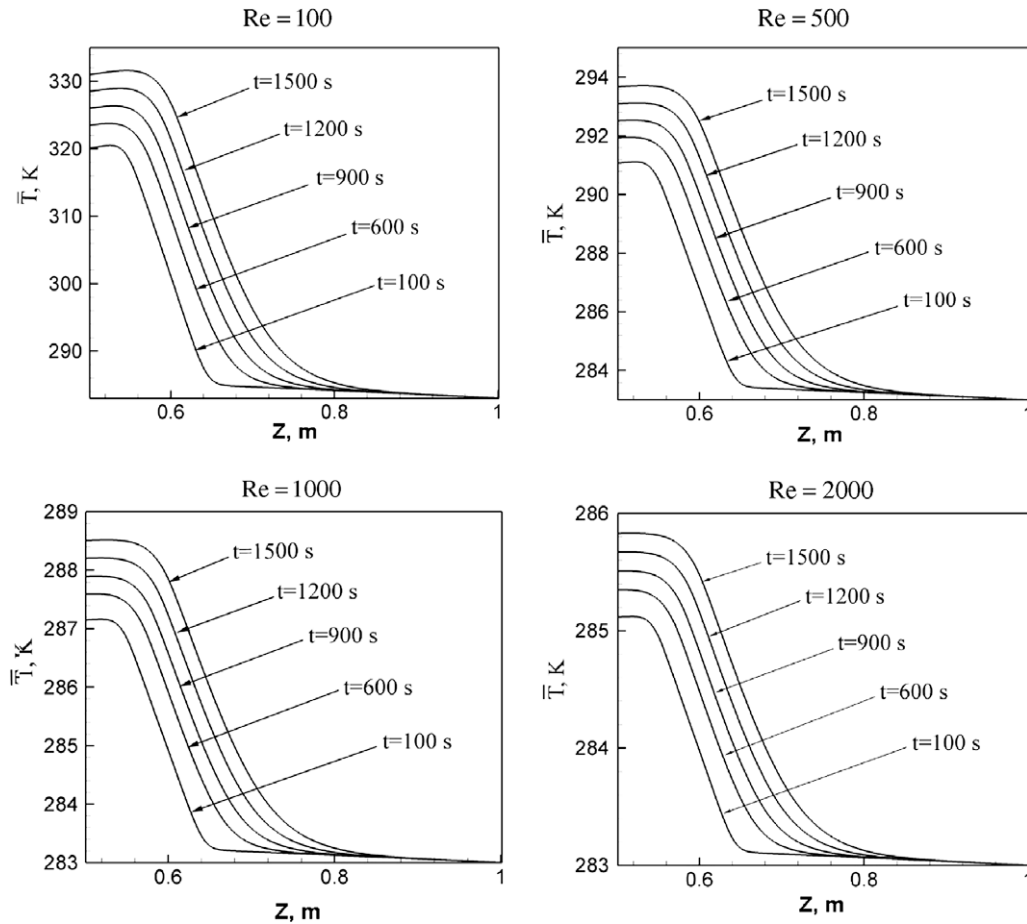 Re = 100
330
320
310
300
290
T, K
t=1500 s
t=1200 s
t=900 s
t=600 s
t=100 s
0.6
0.8
1
Z, m
Re = 500
294
292
290
288
286
284
T, K
t=1500 s
t=1200 s
t=900 s
t=600 s
t=100 s
0.6
0.8
1
Z, m
Re = 1000
289
288
287
286
285
284
283
T, K
t=1500 s
t=1200 s
t=900 s
t=600 s
t=100 s
0.6
0.8
1
Z, m
Re = 2000
286
285
284
283
T, K
t=1500 s
t=1200 s
t=900 s
t=600 s
t=100 s
0.6
0.8
1
Z, m